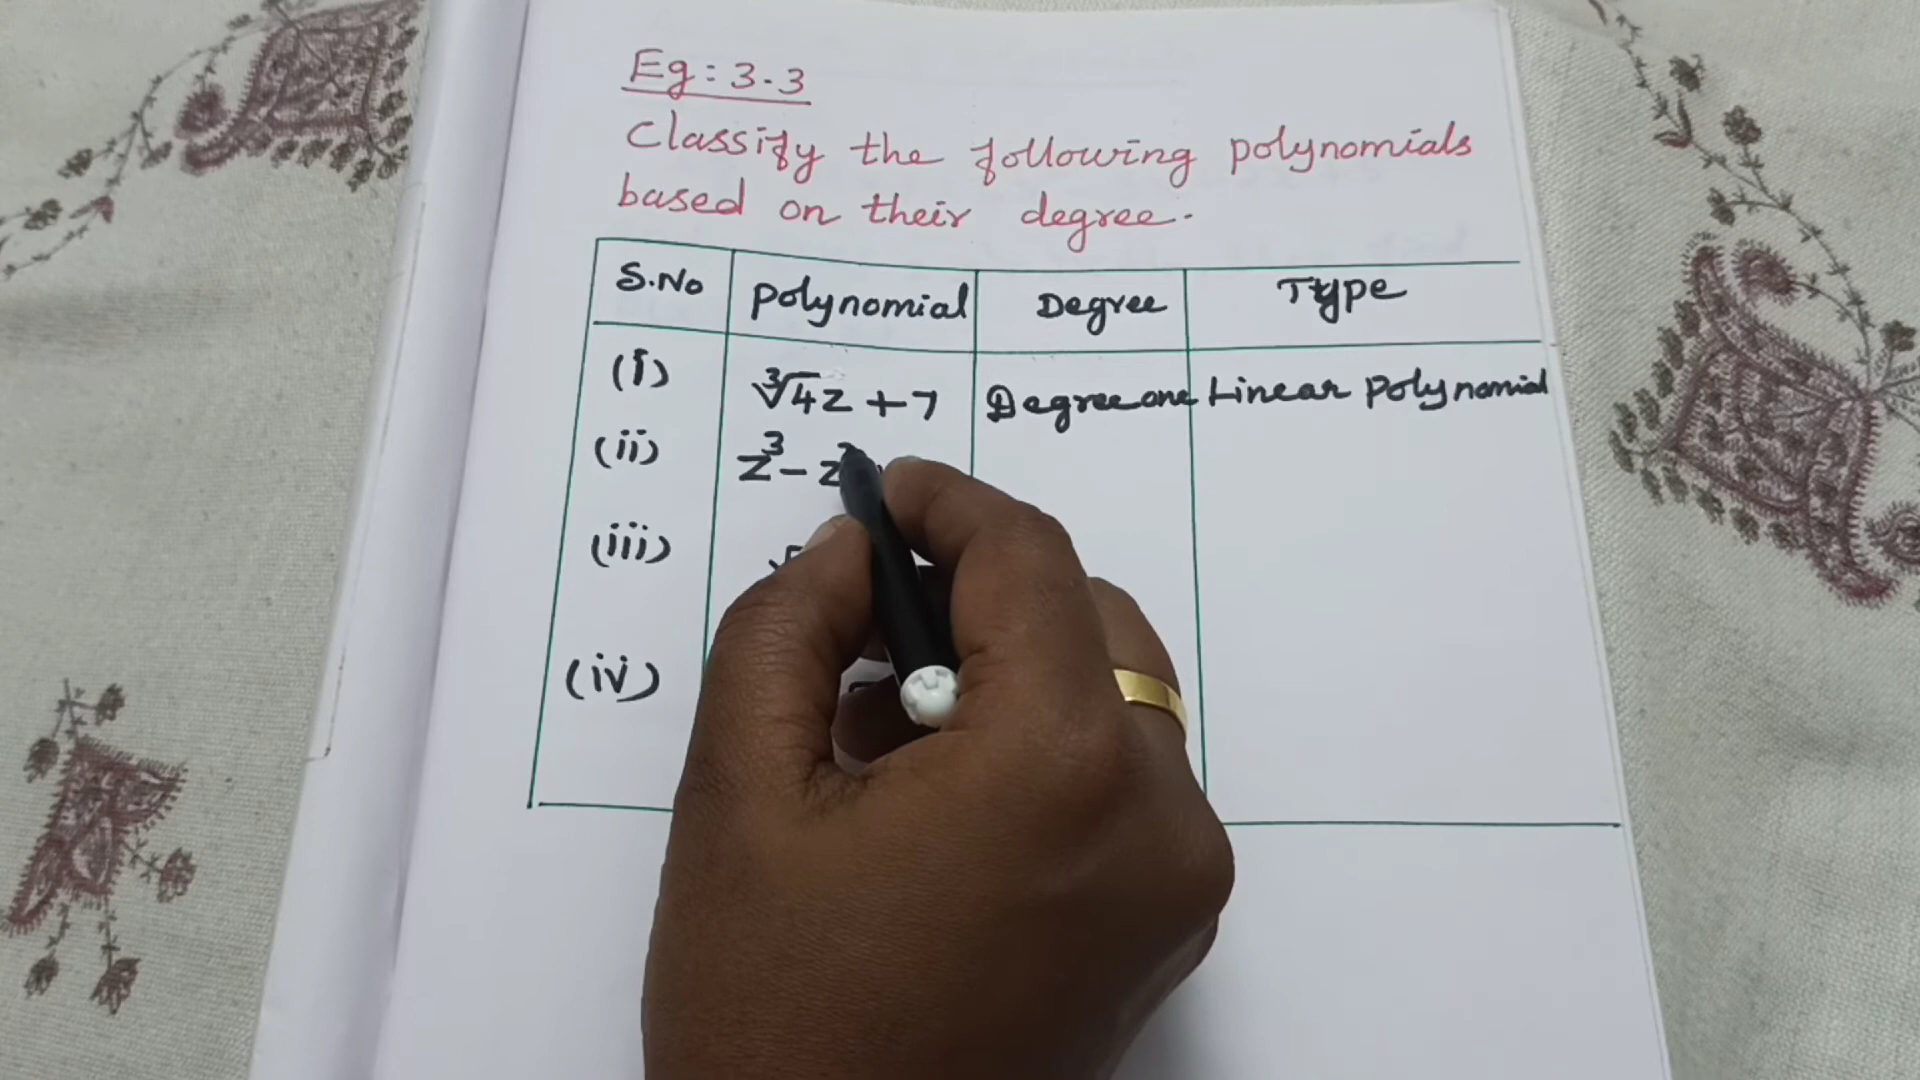 Eg: 3.3
Classify the following polynomials
based on their degree.
S.No Polynomial Degree Type
(i) ∛4z + 7 Degree one Linear Polynomial
(ii) z³ - z²
(iii) √
(iv)